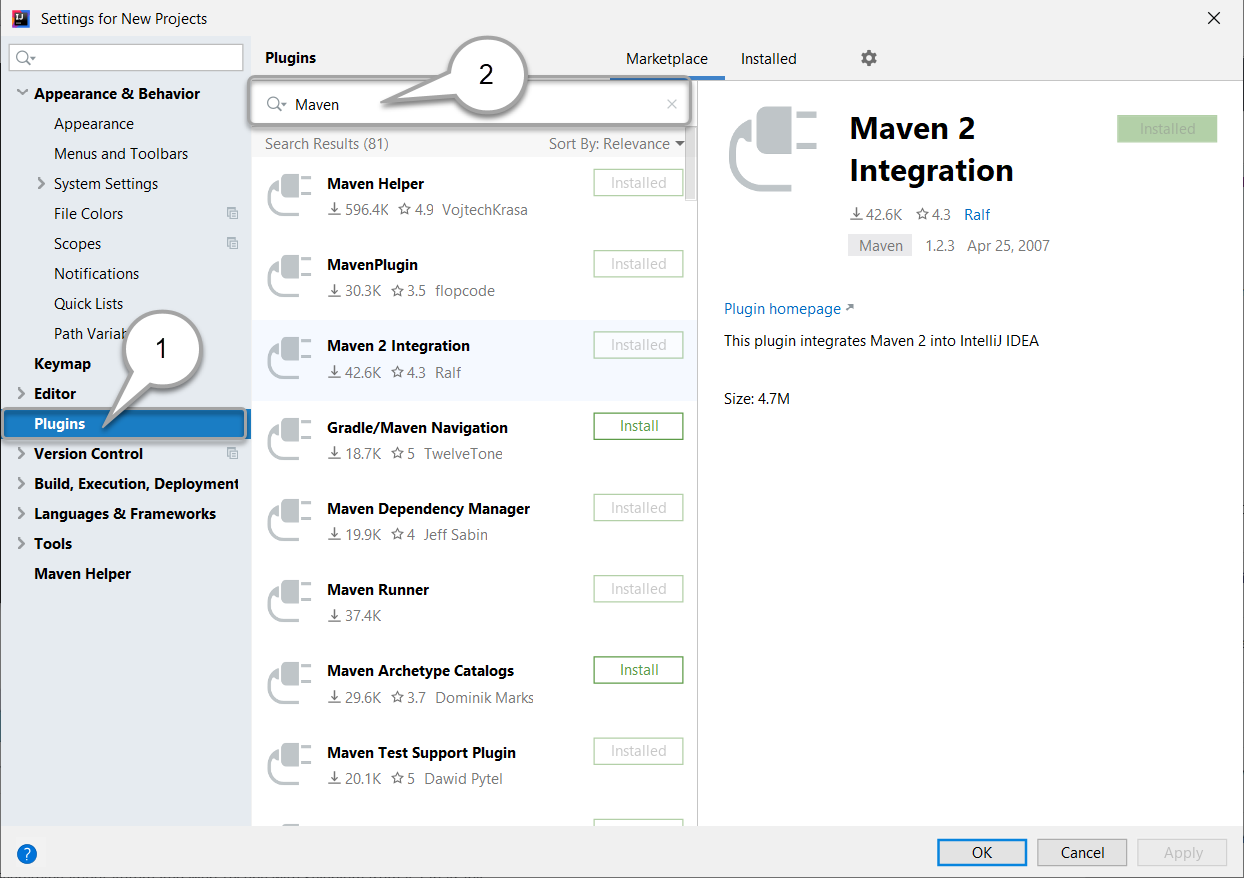 Settings for New Projects
Appearance & Behavior
Appearance
Menus and Toolbars
System Settings
File Colors
Scopes
Notifications
Quick Lists
Path Variab
1
Keymap
Editor
Plugins
Version Control
Build, Execution, Deployment
Languages & Frameworks
Tools
Maven Helper
Plugins
Marketplace Installed
2
Maven
Search Results (81) Sort By: Relevance
Maven Helper Installed
596.4K 4.9 VojtechKrasa
MavenPlugin Installed
30.3K 3.5 flopcode
Maven 2 Integration Installed
42.6K 4.3 Ralf
Gradle/Maven Navigation Install
18.7K 5 TwelveTone
Maven Dependency Manager Installed
19.9K 4 Jeff Sabin
Maven Runner Installed
37.4K
Maven Archetype Catalogs Install
29.6K 3.7 Dominik Marks
Maven Test Support Plugin Installed
20.1K 5 Dawid Pytel
Maven 2
Integration
Installed
42.6K 4.3 Ralf
Maven 1.2.3 Apr 25, 2007
Plugin homepage
This plugin integrates Maven 2 into IntelliJ IDEA
Size: 4.7M
?
OK Cancel Apply